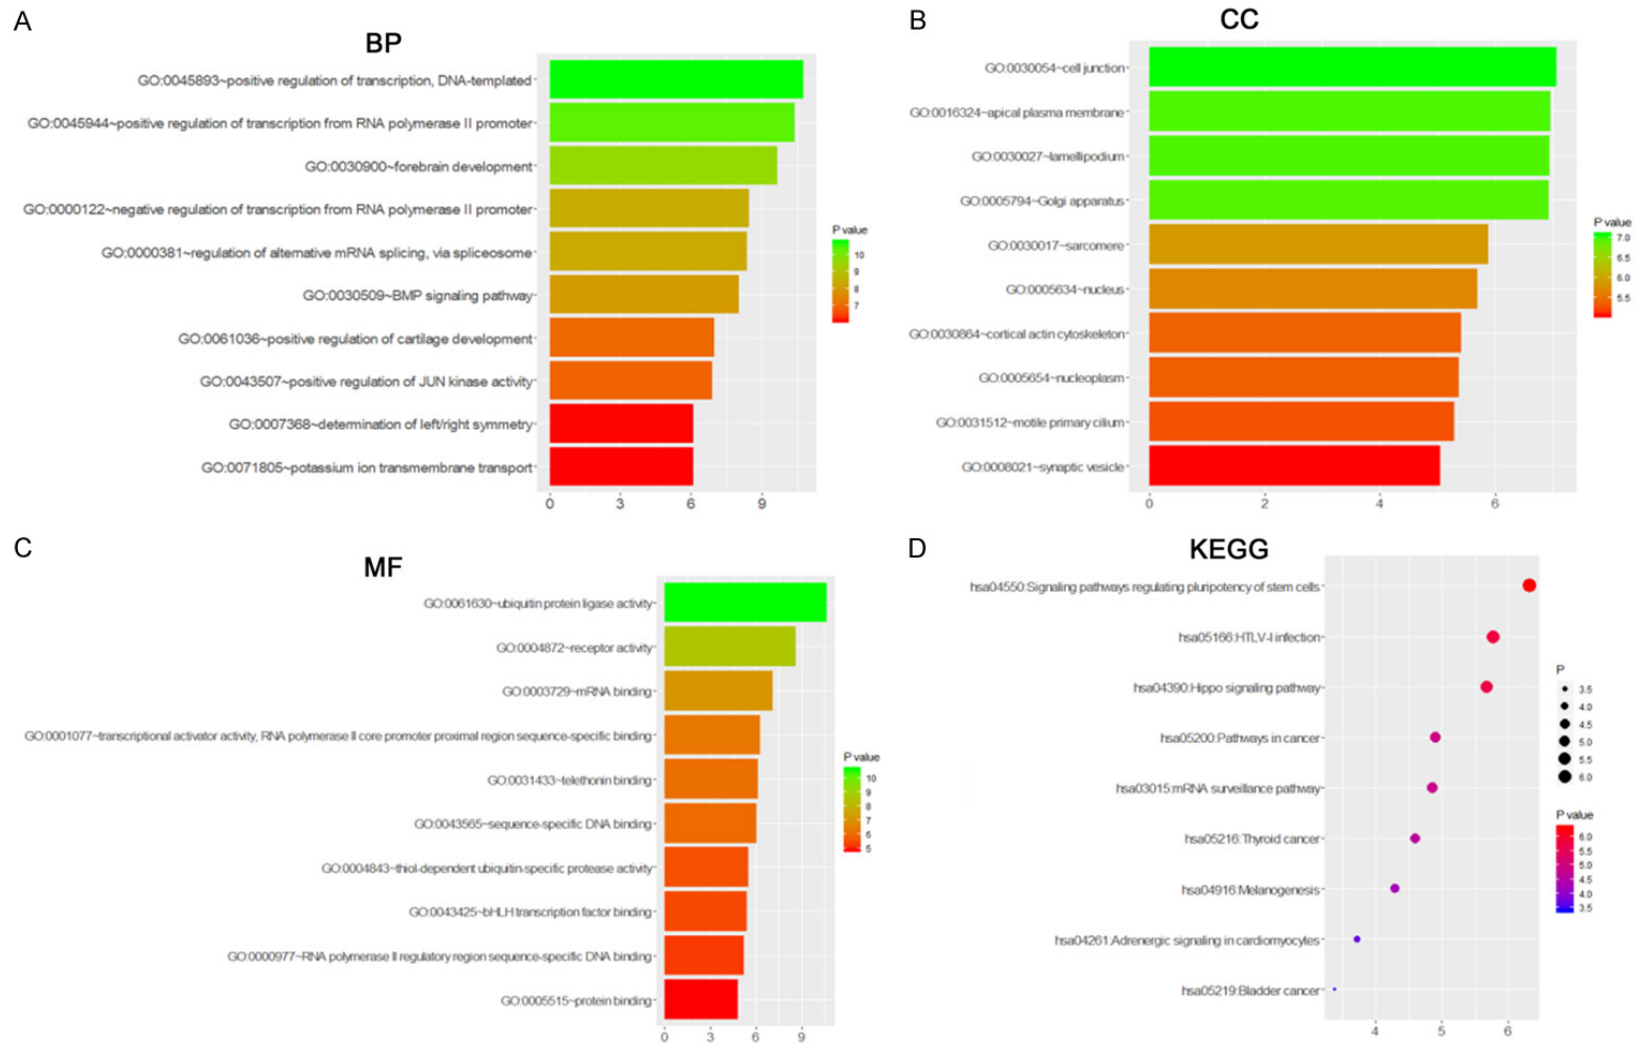 A
BP
GO:0045893~positive regulation of transcription, DNA-templated
GO:0045944~positive regulation of transcription from RNA polymerase II promoter
GO:0030900~forebrain development
GO:0000122~negative regulation of transcription from RNA polymerase II promoter
GO:0000381~regulation of alternative mRNA splicing, via spliceosome
GO:0030509~BMP signaling pathway
GO:0061036~positive regulation of cartilage development
GO:0043507~positive regulation of JUN kinase activity
GO:0007368~determination of left/right symmetry
GO:0071805~potassium ion transmembrane transport
0 3 6 9
P value
10
9
8
7
B
CC
GO:0030054~cell junction
GO:0016324~apical plasma membrane
GO:0030027~lamellipodium
GO:0005794~Golgi apparatus
GO:0030017~sarcomere
GO:0005634~nucleus
GO:0030864~cortical actin cytoskeleton
GO:0005654~nucleoplasm
GO:0031512~motile primary cilium
GO:0008021~synaptic vesicle
0 2 4 6
P value
7.0
6.5
6.0
5.5
C
MF
GO:0061630~ubiquitin protein ligase activity
GO:0004872~receptor activity
GO:0003729~mRNA binding
GO:0001077~transcriptional activator activity, RNA polymerase II core promoter proximal region sequence-specific binding
GO:0031433~telethonin binding
GO:0043565~sequence-specific DNA binding
GO:0004843~thiol-dependent ubiquitin-specific protease activity
GO:0043425~bHLH transcription factor binding
GO:0000977~RNA polymerase II regulatory region sequence-specific DNA binding
GO:0005515~protein binding
0 3 6 9
P value
10
9
8
7
6
5
D
KEGG
hsa04550:Signaling pathways regulating pluripotency of stem cells
hsa05166:HTLV-I infection
hsa04390:Hippo signaling pathway
hsa05200:Pathways in cancer
hsa03015:mRNA surveillance pathway
hsa05216:Thyroid cancer
hsa04916:Melanogenesis
hsa04261:Adrenergic signaling in cardiomyocytes
hsa05219:Bladder cancer
4 5 6
P
3.5
4.0
4.5
5.0
5.5
6.0
P value
6.0
5.5
5.0
4.5
4.0
3.5